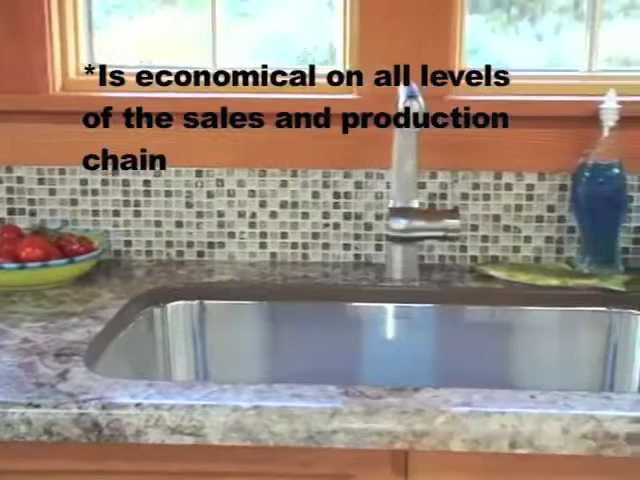 *Is economical on all levels
of the sales and production
chain